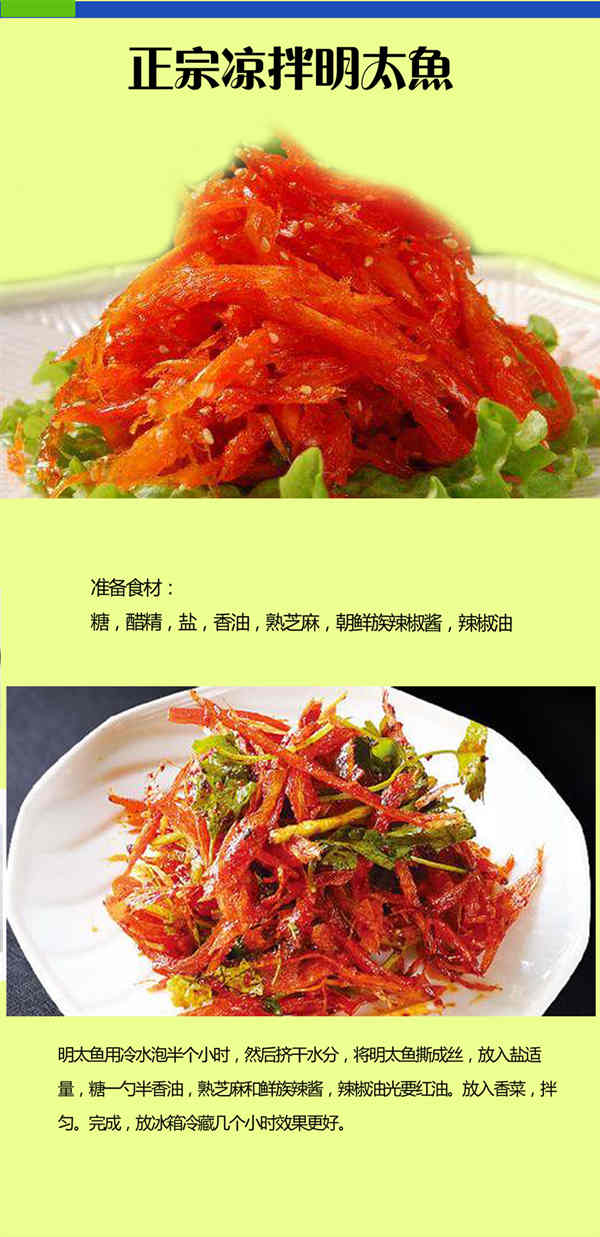 正宗凉拌明太魚
准备食材：
糖，醋精，盐，香油，熟芝麻，朝鲜族辣椒酱，辣椒油
明太鱼用冷水泡半个小时，然后挤干水分，将明太鱼撕成丝，放入盐适
量，糖一勺半香油，熟芝麻和鲜族辣酱，辣椒油光要红油。放入香菜，拌
匀。完成，放冰箱冷藏几个小时效果更好。